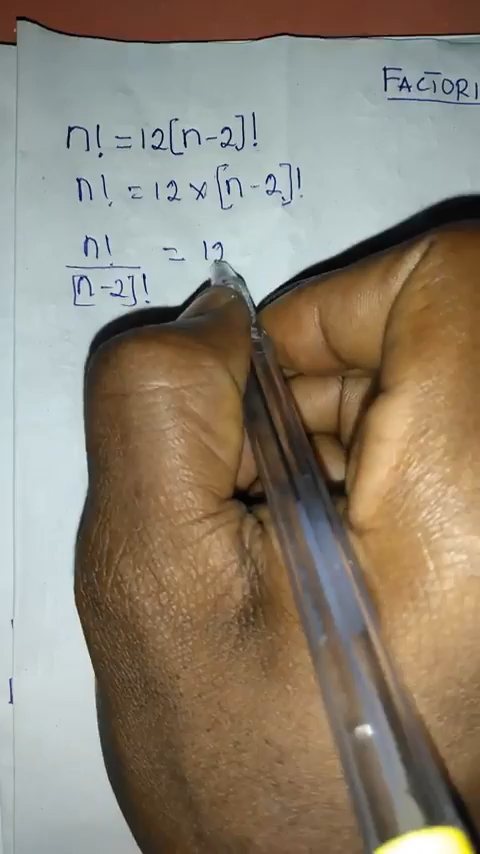 FACTORI
n! = 12[n-2]!
n! = 12 × [n-2]!
n!/[n-2]! = 12